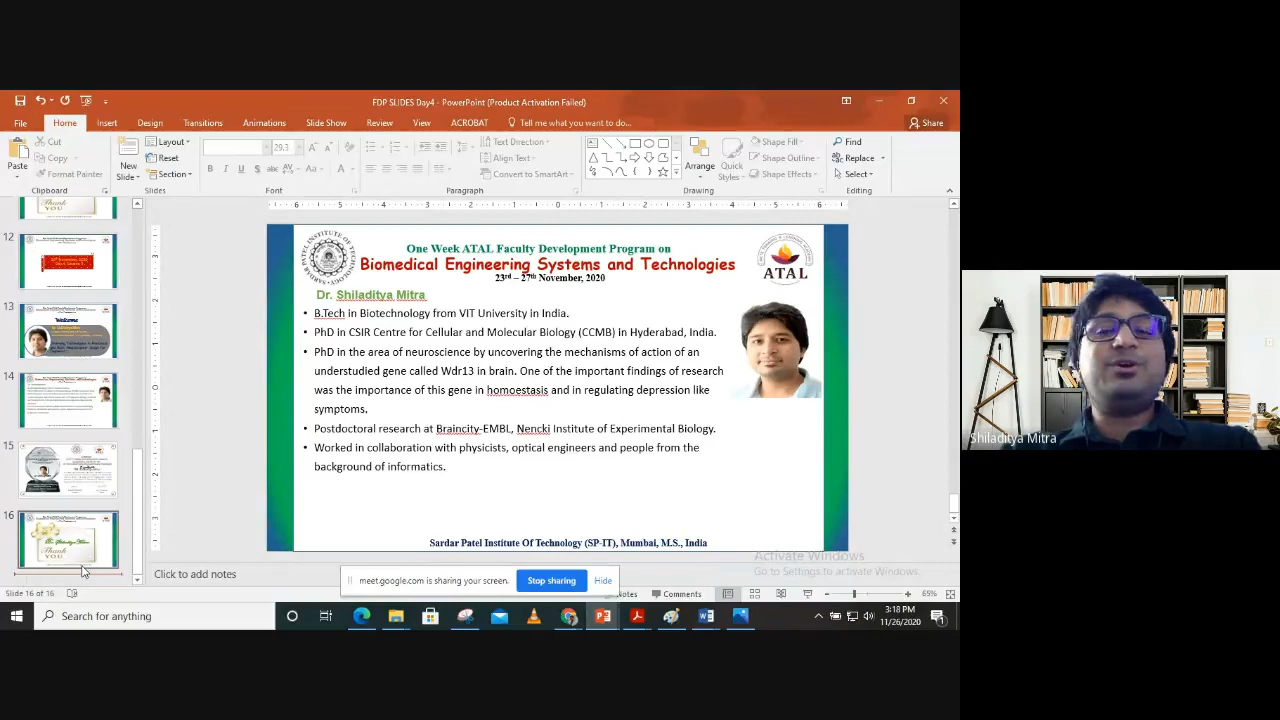 FDP SLIDES Day4 - PowerPoint (Product Activation Failed)
File Home Insert Design Transitions Animations Slide Show Review View ACROBAT Tell me what you want to do... Share
Paste
Cut
Copy
Format Painter
Clipboard
New Slide
Layout
Reset
Section
Slides
29.3
B I U S abc AV Aa A
Font
Text Direction
Align Text
Convert to SmartArt
Paragraph
Arrange
Quick Styles
Shape Fill
Shape Outline
Shape Effects
Drawing
Find
Replace
Select
Editing
12
13
Welcome
14
15
16
Thank
YOU
One Week ATAL Faculty Development Program on
Biomedical Engineering Systems and Technologies
23rd – 27th November, 2020
ATAL
Dr. Shiladitya Mitra
• B.Tech in Biotechnology from VIT University in India.
• PhD in CSIR Centre for Cellular and Molecular Biology (CCMB) in Hyderabad, India.
• PhD in the area of neuroscience by uncovering the mechanisms of action of an
understudied gene called Wdr13 in brain. One of the important findings of research
was the importance of this gene in homeostasis and in regulating depression like
symptoms.
• Postdoctoral research at Braincity-EMBL, Nencki Institute of Experimental Biology.
• Worked in collaboration with physicists, optical engineers and people from the
background of informatics.
Sardar Patel Institute Of Technology (SP-IT), Mumbai, M.S., India
Activate Windows
Go to Settings to activate Windows.
Click to add notes
meet.google.com is sharing your screen. Stop sharing Hide
Slide 16 of 16
Notes Comments 65%
Search for anything
3:18 PM
11/26/2020
Shiladitya Mitra